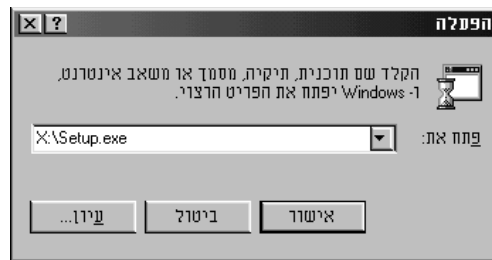 הפעלה
הקלד שם תוכנית, תיקיה, מסמך או משאב אינטרנט,
ו- Windows יפתח את הפריט הרצוי.
פתח את:
X:\Setup.exe
אישור
ביטול
עיון...